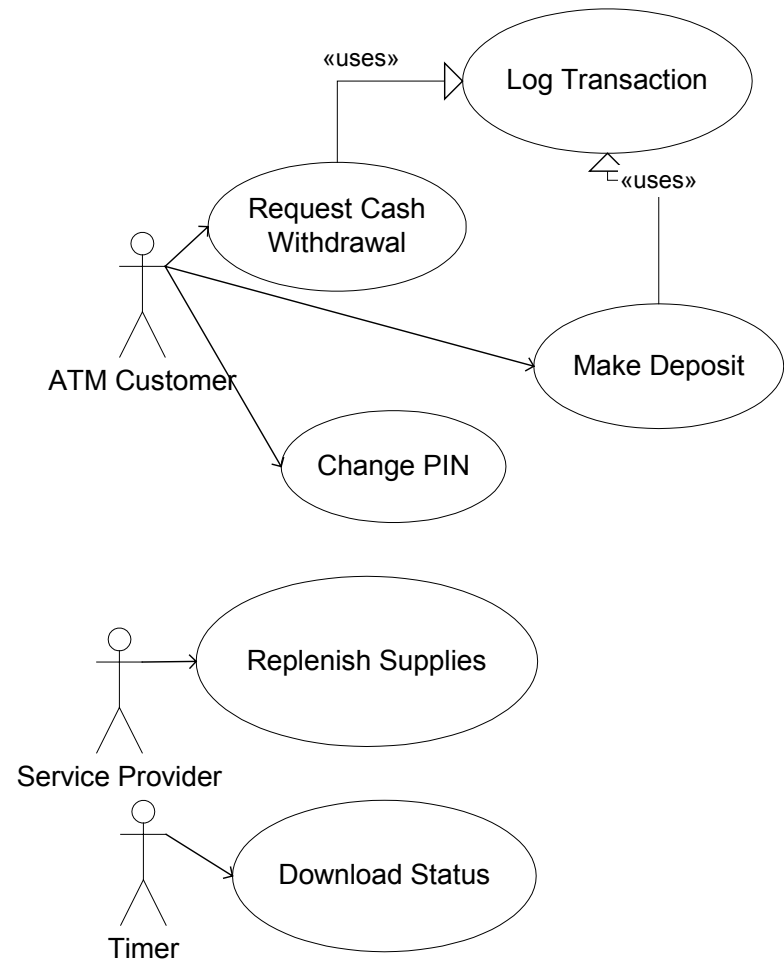 «uses»
Log Transaction
«uses»
Request Cash
Withdrawal
Make Deposit
ATM Customer
Change PIN
Replenish Supplies
Service Provider
Download Status
Timer